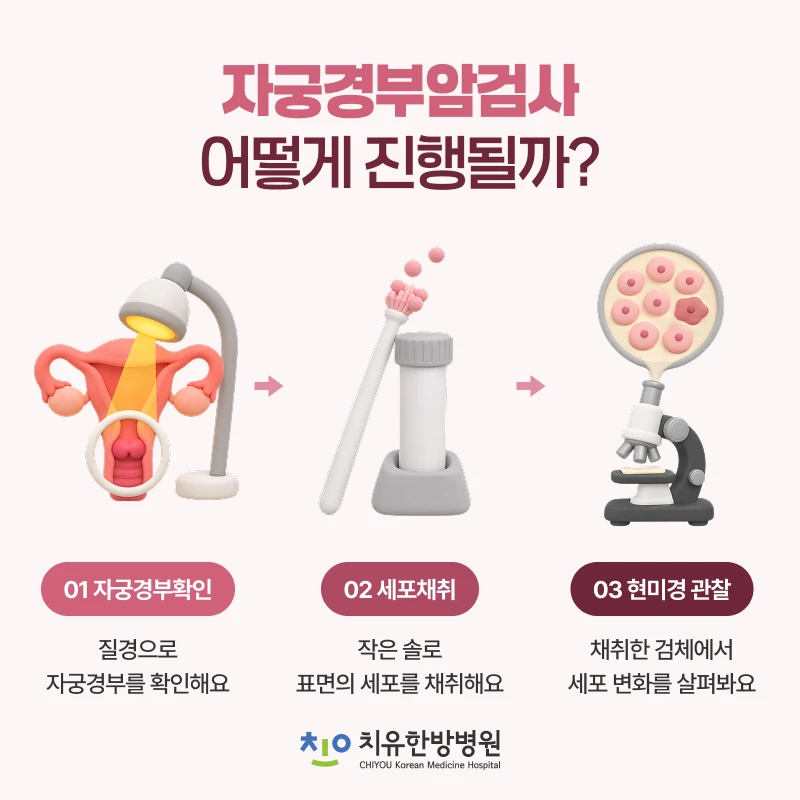 자궁경부암검사
어떻게 진행될까?
01 자궁경부확인
질경으로
자궁경부를 확인해요
02 세포채취
작은 솔로
표면의 세포를 채취해요
03 현미경 관찰
채취한 검체에서
세포 변화를 살펴봐요
치유 치유한방병원
CHIYOU Korean Medicine Hospital